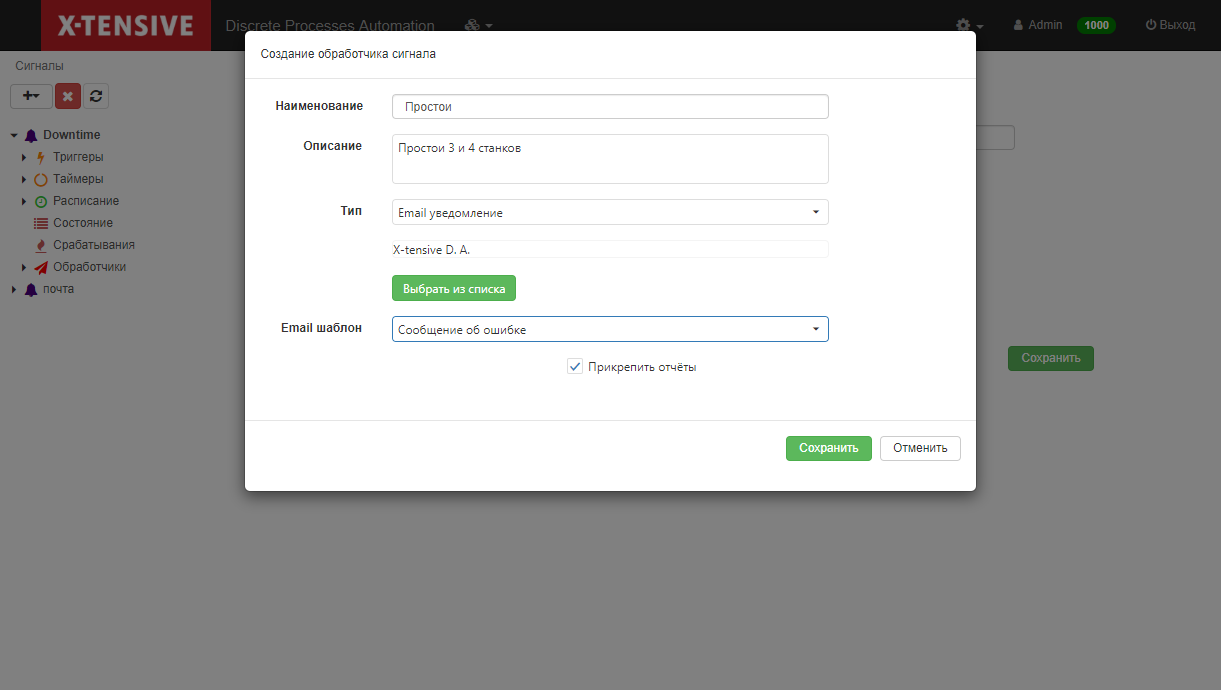 X-TENSIVE Discrete Processes Automation Admin 1000 Выход
Сигналы
Создание обработчика сигнала
Наименование Простои
Описание Простои 3 и 4 станков
Тип Email уведомление
X-tensive D. A.
Выбрать из списка
Email шаблон Сообщение об ошибке
Прикрепить отчёты
Сохранить Отменить
Downtime
Триггеры
Таймеры
Расписание
Состояние
Срабатывания
Обработчики
почта
Сохранить